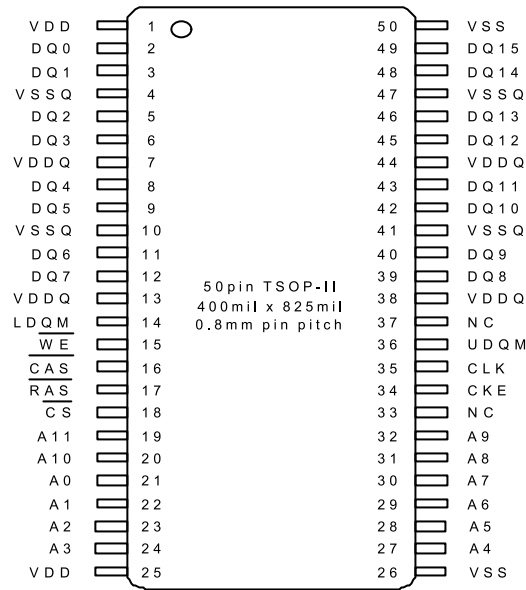 VDD 1 50 VSS
DQ0 2 49 DQ15
DQ1 3 48 DQ14
VSSQ 4 47 VSSQ
DQ2 5 46 DQ13
DQ3 6 45 DQ12
VDDQ 7 44 VDDQ
DQ4 8 43 DQ11
DQ5 9 42 DQ10
VSSQ 10 41 VSSQ
DQ6 11 40 DQ9
DQ7 12 39 DQ8
50pin TSOP-II
VDDQ 13 400mil x 825mil 38 VDDQ
LDQM 14 0.8mm pin pitch 37 NC
W̅E̅ 15 36 UDQM
C̅A̅S̅ 16 35 CLK
R̅A̅S̅ 17 34 CKE
C̅S̅ 18 33 NC
A11 19 32 A9
A10 20 31 A8
A0 21 30 A7
A1 22 29 A6
A2 23 28 A5
A3 24 27 A4
VDD 25 26 VSS